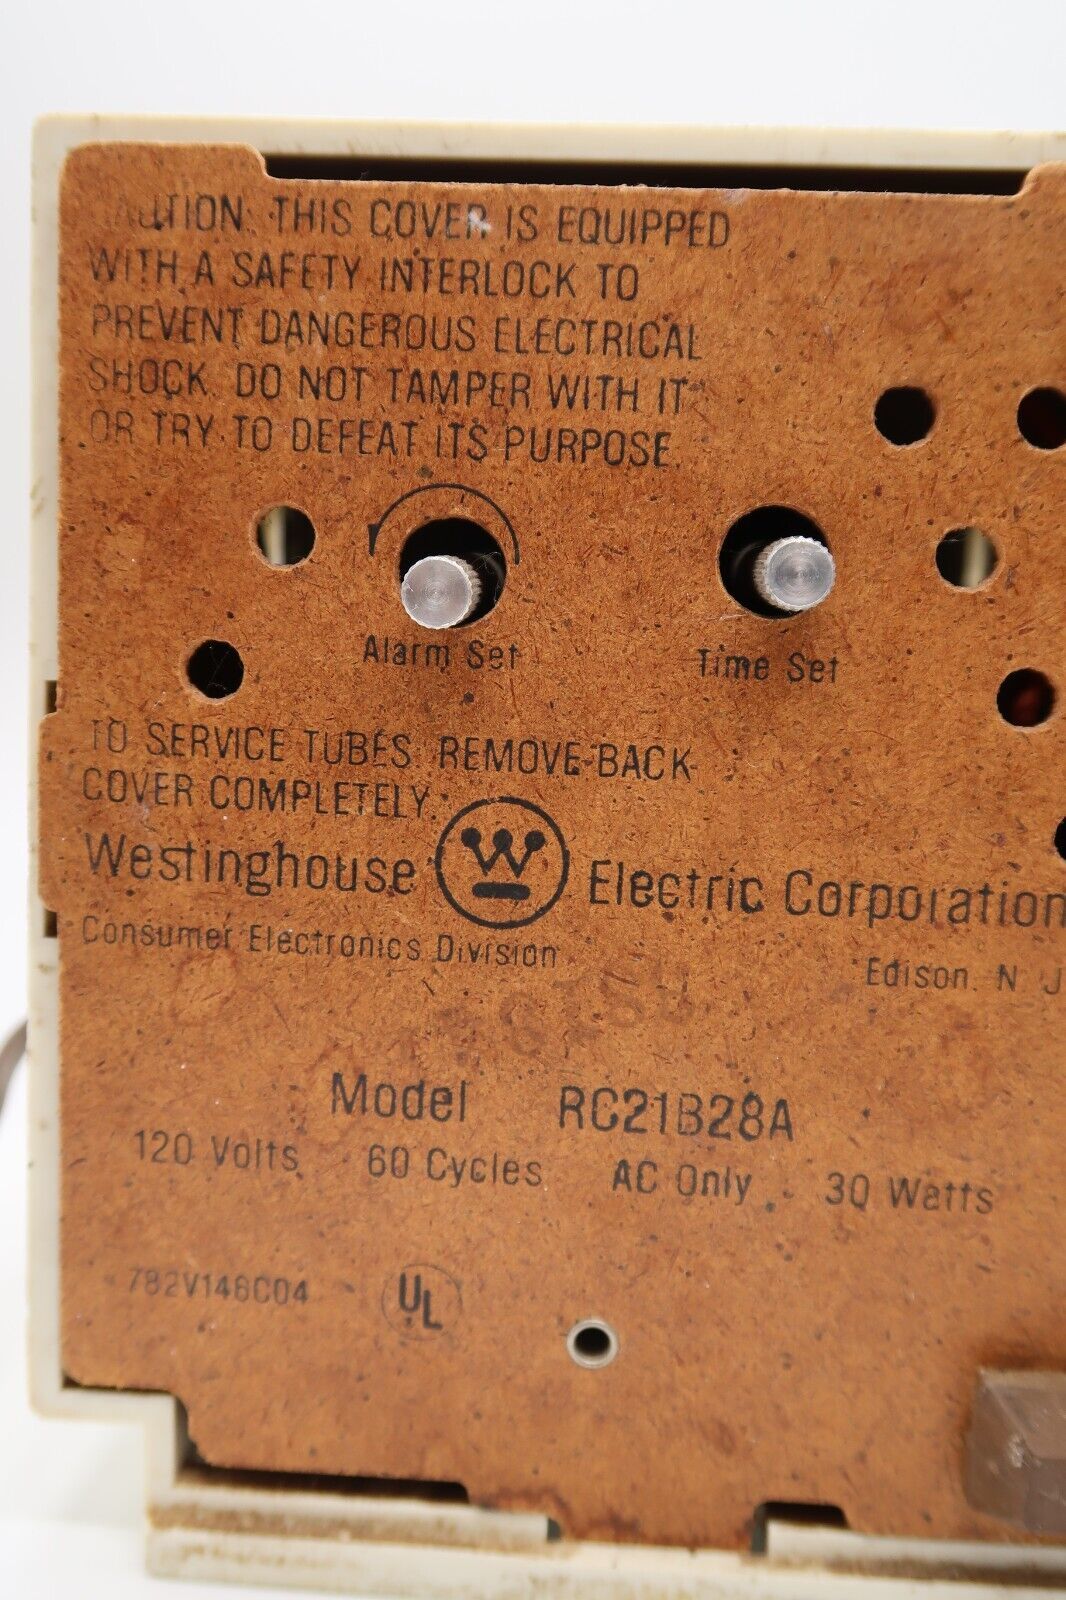 CAUTION: THIS COVER IS EQUIPPED
WITH A SAFETY INTERLOCK TO
PREVENT DANGEROUS ELECTRICAL
SHOCK. DO NOT TAMPER WITH IT
OR TRY TO DEFEAT ITS PURPOSE.
Alarm Set
Time Set
TO SERVICE TUBES REMOVE BACK
COVER COMPLETELY.
Westinghouse W Electric Corporation
Consumer Electronics Division
Edison, N. J
Model RC21B28A
120 Volts 60 Cycles AC Only 30 Watts
782V146C04 UL